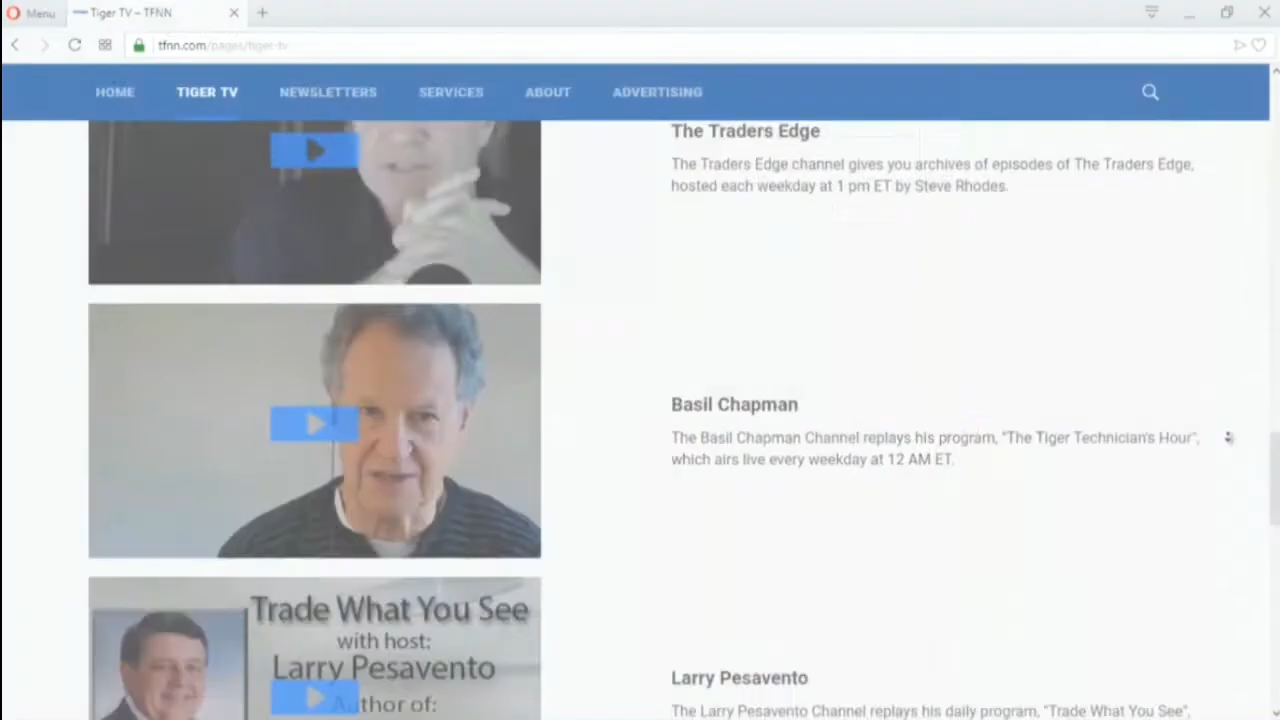 Menu
Tiger TV – TFNN
tfnn.com/pages/tiger-tv
HOME
TIGER TV
NEWSLETTERS
SERVICES
ABOUT
ADVERTISING
The Traders Edge
The Traders Edge channel gives you archives of episodes of The Traders Edge,
hosted each weekday at 1 pm ET by Steve Rhodes.
Basil Chapman
The Basil Chapman Channel replays his program, "The Tiger Technician's Hour",
which airs live every weekday at 12 AM ET.
Trade What You See
with host:
Larry Pesavento
Author of:
Larry Pesavento
The Larry Pesavento Channel replays his daily program, "Trade What You See",